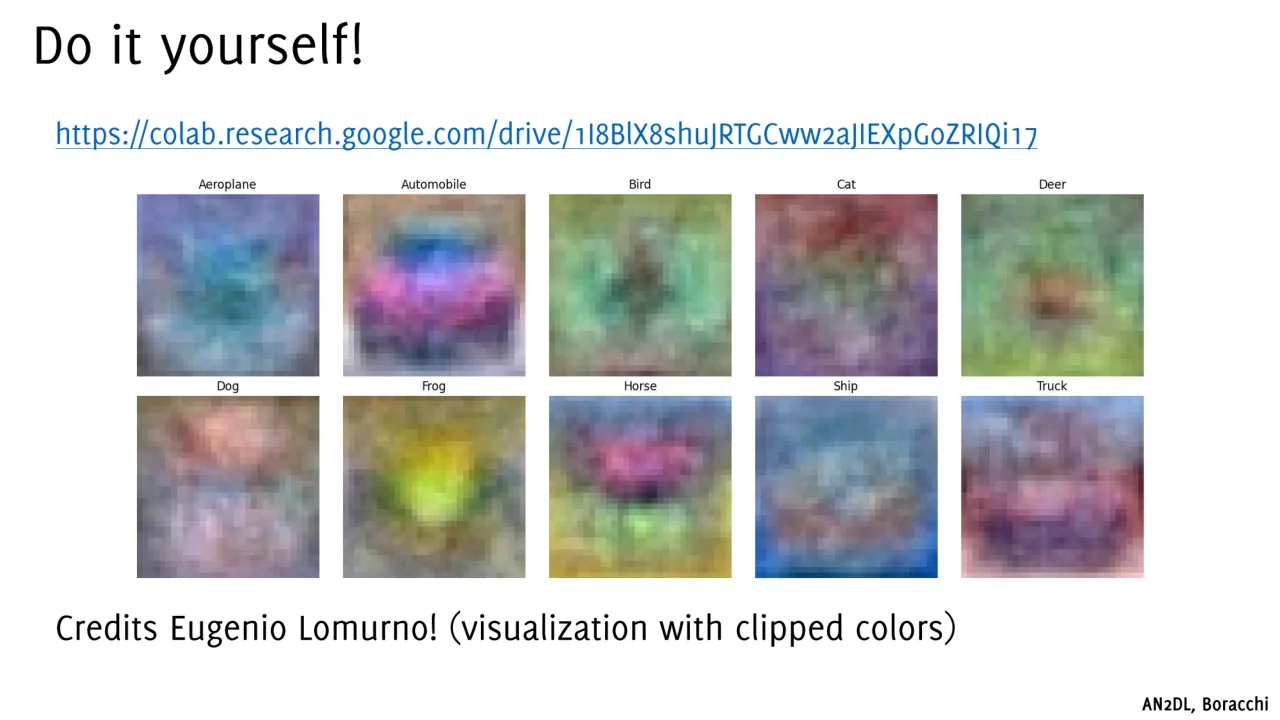 Do it yourself!
https://colab.research.google.com/drive/1I8BlX8shuJRTGCww2aJIEXpG0ZRIQi17
Aeroplane Automobile Bird Cat Deer
Dog Frog Horse Ship Truck
Credits Eugenio Lomurno! (visualization with clipped colors)
AN2DL, Boracchi